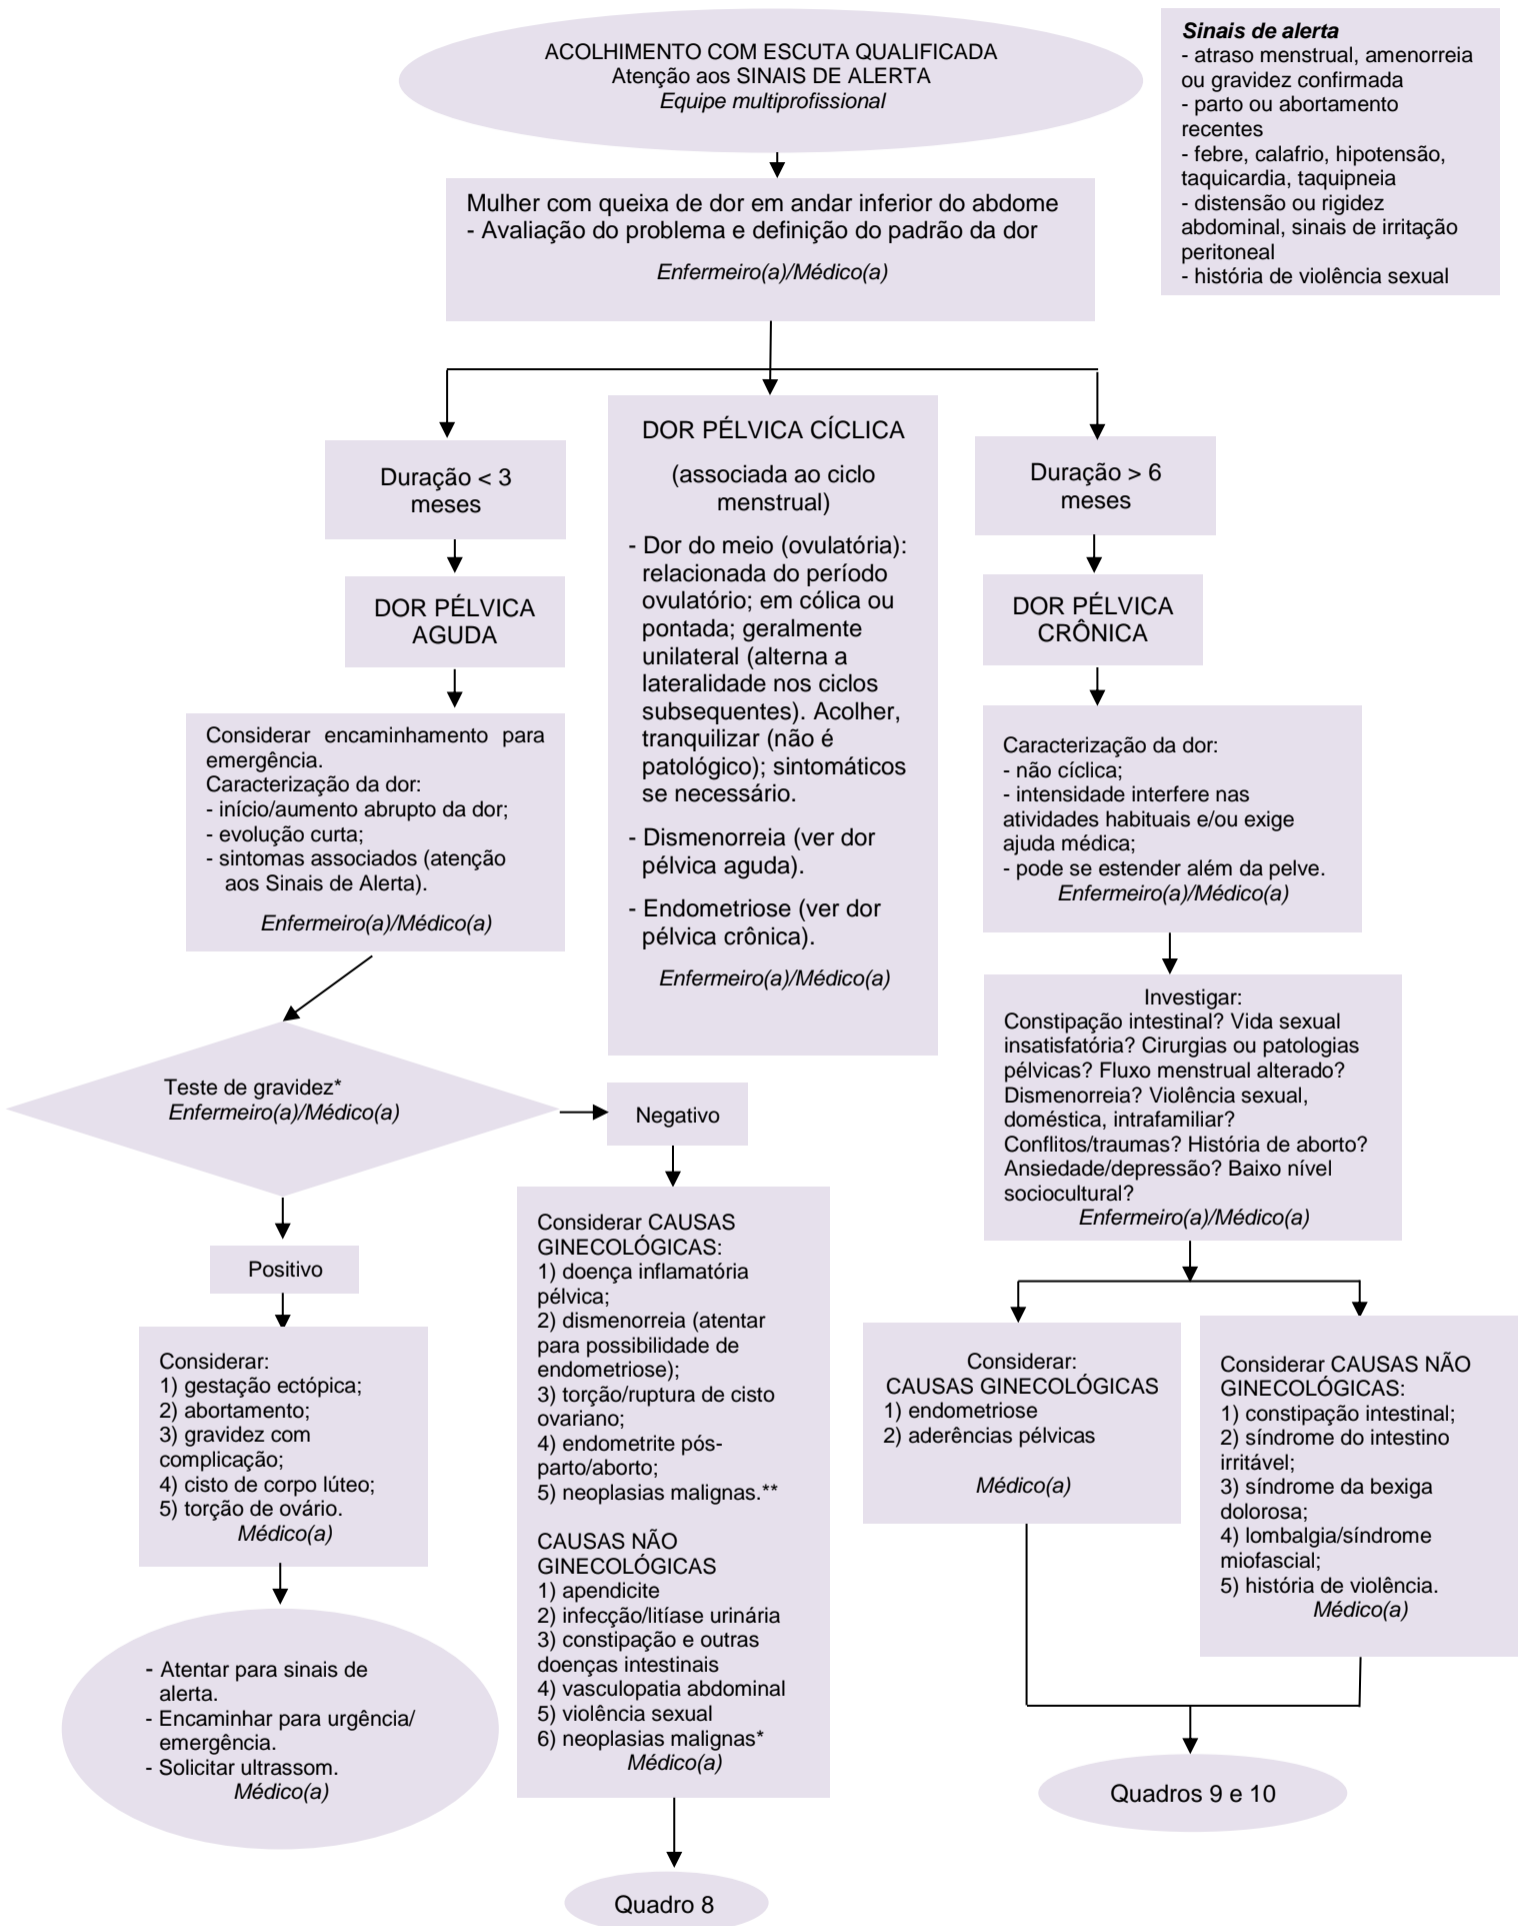 ACOLHIMENTO COM ESCUTA QUALIFICADA
Atenção aos SINAIS DE ALERTA
Equipe multiprofissional
Sinais de alerta
- atraso menstrual, amenorreia
ou gravidez confirmada
- parto ou abortamento
recentes
- febre, calafrio, hipotensão,
taquicardia, taquipneia
- distensão ou rigidez
abdominal, sinais de irritação
peritoneal
- história de violência sexual
Mulher com queixa de dor em andar inferior do abdome
- Avaliação do problema e definição do padrão da dor
Enfermeiro(a)/Médico(a)
Duração < 3
meses
DOR PÉLVICA
AGUDA
Considerar encaminhamento para
emergência.
Caracterização da dor:
- início/aumento abrupto da dor;
- evolução curta;
- sintomas associados (atenção
aos Sinais de Alerta).
Enfermeiro(a)/Médico(a)
DOR PÉLVICA CÍCLICA
(associada ao ciclo
menstrual)
- Dor do meio (ovulatória):
relacionada do período
ovulatório; em cólica ou
pontada; geralmente
unilateral (alterna a
lateralidade nos ciclos
subsequentes). Acolher,
tranquilizar (não é
patológico); sintomáticos
se necessário.
- Dismenorreia (ver dor
pélvica aguda).
- Endometriose (ver dor
pélvica crônica).
Enfermeiro(a)/Médico(a)
Duração > 6
meses
DOR PÉLVICA
CRÔNICA
Caracterização da dor:
- não cíclica;
- intensidade interfere nas
atividades habituais e/ou exige
ajuda médica;
- pode se estender além da pelve.
Enfermeiro(a)/Médico(a)
Investigar:
Constipação intestinal? Vida sexual
insatisfatória? Cirurgias ou patologias
pélvicas? Fluxo menstrual alterado?
Dismenorreia? Violência sexual,
doméstica, intrafamiliar?
Conflitos/traumas? História de aborto?
Ansiedade/depressão? Baixo nível
sociocultural?
Enfermeiro(a)/Médico(a)
Teste de gravidez*
Enfermeiro(a)/Médico(a)
Negativo
Positivo
Considerar:
1) gestação ectópica;
2) abortamento;
3) gravidez com
complicação;
4) cisto de corpo lúteo;
5) torção de ovário.
Médico(a)
- Atentar para sinais de
alerta.
- Encaminhar para urgência/
emergência.
- Solicitar ultrassom.
Médico(a)
Considerar CAUSAS
GINECOLÓGICAS:
1) doença inflamatória
pélvica;
2) dismenorreia (atentar
para possibilidade de
endometriose);
3) torção/ruptura de cisto
ovariano;
4) endometrite pós-
parto/aborto;
5) neoplasias malignas.**
CAUSAS NÃO
GINECOLÓGICAS
1) apendicite
2) infecção/litíase urinária
3) constipação e outras
doenças intestinais
4) vasculopatia abdominal
5) violência sexual
6) neoplasias malignas*
Médico(a)
Quadro 8
Considerar:
CAUSAS GINECOLÓGICAS
1) endometriose
2) aderências pélvicas
Médico(a)
Considerar CAUSAS NÃO
GINECOLÓGICAS:
1) constipação intestinal;
2) síndrome do intestino
irritável;
3) síndrome da bexiga
dolorosa;
4) lombalgia/síndrome
miofascial;
5) história de violência.
Médico(a)
Quadros 9 e 10